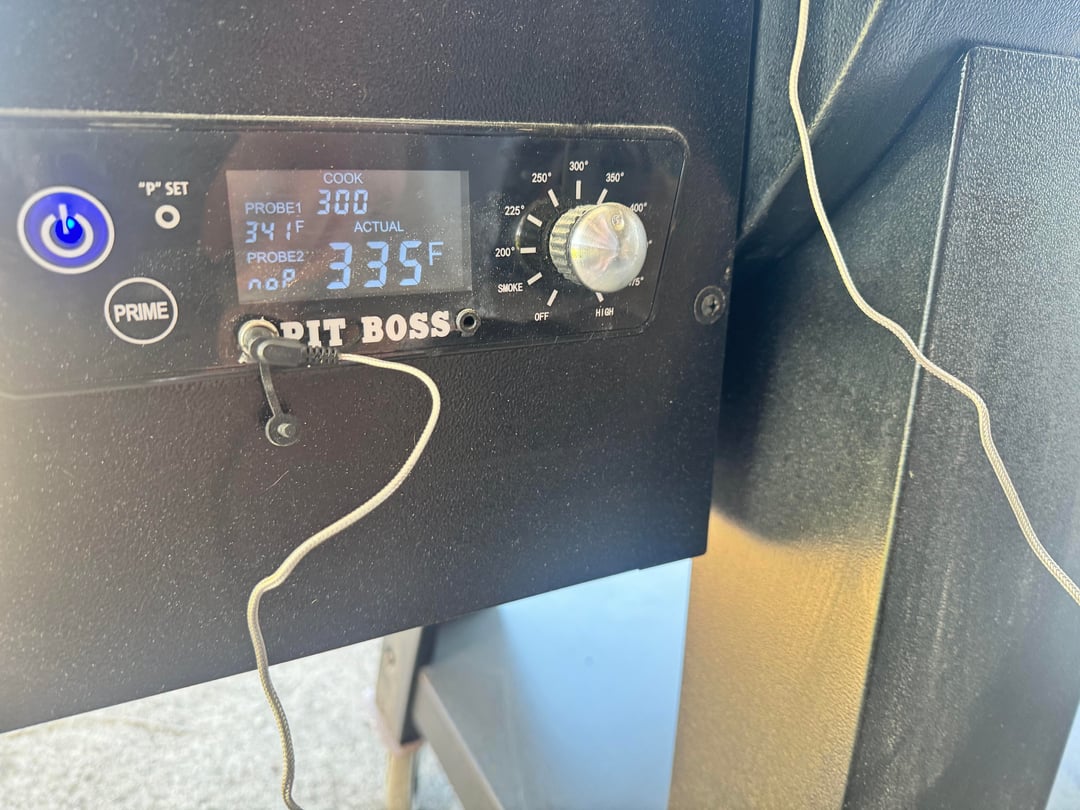 "P" SET
PRIME
COOK
300
PROBE1
341F
ACTUAL
335F
PROBE2
noP
PIT BOSS
OFF
SMOKE
200°
225°
250°
300°
350°
400°
HIGH